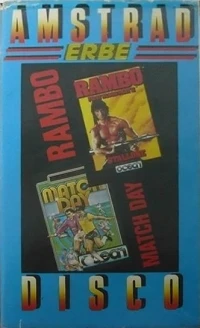 AMSTRAD
ERBE
RAMBO
RAMBO
OCEAN
MATCH
DAY
OCEAN
MATCH DAY
DISCO